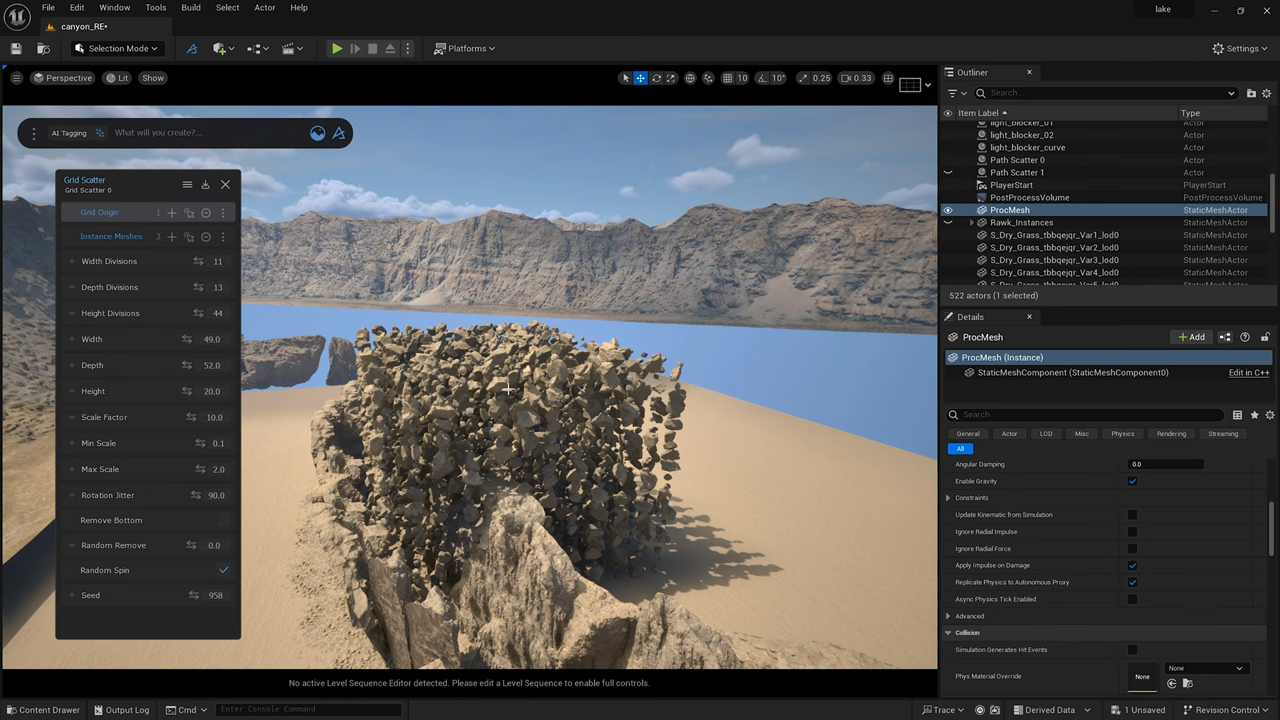 File Edit Window Tools Build Select Actor Help
lake
canyon_RE•
Selection Mode
Platforms
Settings
Perspective Lit Show
10 10° 0.25 0.33
AI Tagging What will you create?...
Grid Scatter
Grid Scatter 0
Grid Origin 1
Instance Meshes 3
Width Divisions 11
Depth Divisions 13
Height Divisions 44
Width 49.0
Depth 52.0
Height 20.0
Scale Factor 10.0
Min Scale 0.1
Max Scale 2.0
Rotation Jitter 90.0
Remove Bottom
Random Remove 0.0
Random Spin
Seed 958
No active Level Sequence Editor detected. Please edit a Level Sequence to enable full controls.
Outliner
Search...
Item Label Type
light_blocker_01 Actor
light_blocker_02 Actor
light_blocker_curve Actor
Path Scatter 0 Actor
Path Scatter 1 Actor
PlayerStart PlayerStart
PostProcessVolume PostProcessVolume
ProcMesh StaticMeshActor
Rawk_Instances StaticMeshActor
S_Dry_Grass_tbbqejqr_Var1_lod0 StaticMeshActor
S_Dry_Grass_tbbqejqr_Var2_lod0 StaticMeshActor
S_Dry_Grass_tbbqejqr_Var3_lod0 StaticMeshActor
S_Dry_Grass_tbbqejqr_Var4_lod0 StaticMeshActor
S_Dry_Grass_tbbqejqr_Var5_lod0 StaticMeshActor
522 actors (1 selected)
Details
ProcMesh Add
ProcMesh (Instance)
StaticMeshComponent (StaticMeshComponent0) Edit in C++
Search
General Actor LOD Misc Physics Rendering Streaming
All
Angular Damping 0.0
Enable Gravity
Constraints
Update Kinematic from Simulation
Ignore Radial Impulse
Ignore Radial Force
Apply Impulse on Damage
Replicate Physics to Autonomous Proxy
Async Physics Tick Enabled
Advanced
Collision
Simulation Generates Hit Events
Phys Material Override None None
Content Drawer Output Log Cmd Enter Console Command Trace Derived Data 1 Unsaved Revision Control